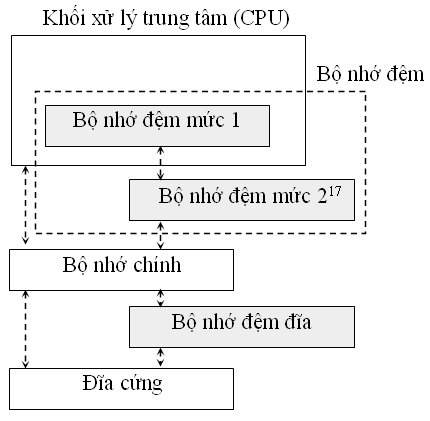 Khối xử lý trung tâm (CPU)
Bộ nhớ đệm
Bộ nhớ đệm mức 1
Bộ nhớ đệm mức 2¹⁷
Bộ nhớ chính
Bộ nhớ đệm đĩa
Đĩa cứng